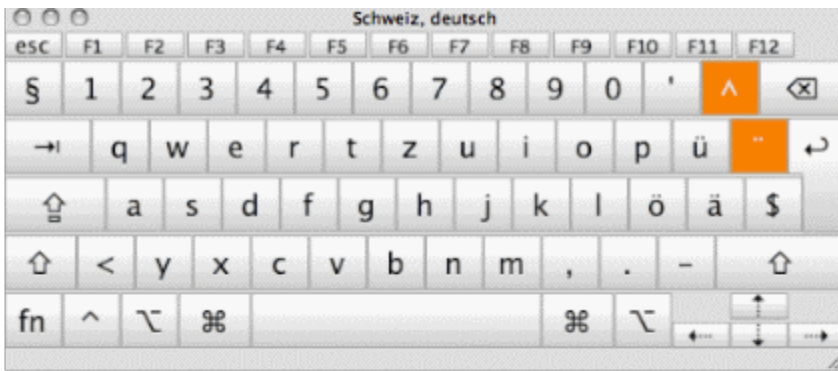 Schweiz, deutsch
esc F1 F2 F3 F4 F5 F6 F7 F8 F9 F10 F11 F12
§ 1 2 3 4 5 6 7 8 9 0 ' ^ ⌫
⇥ q w e r t z u i o p ü ¨ ↩
⇪ a s d f g h j k l ö ä $
⇧ < y x c v b n m , . - ⇧
fn ^ ⌥ ⌘ ⌘ ⌥ ⇠ ⇡ ⇣ ⇢